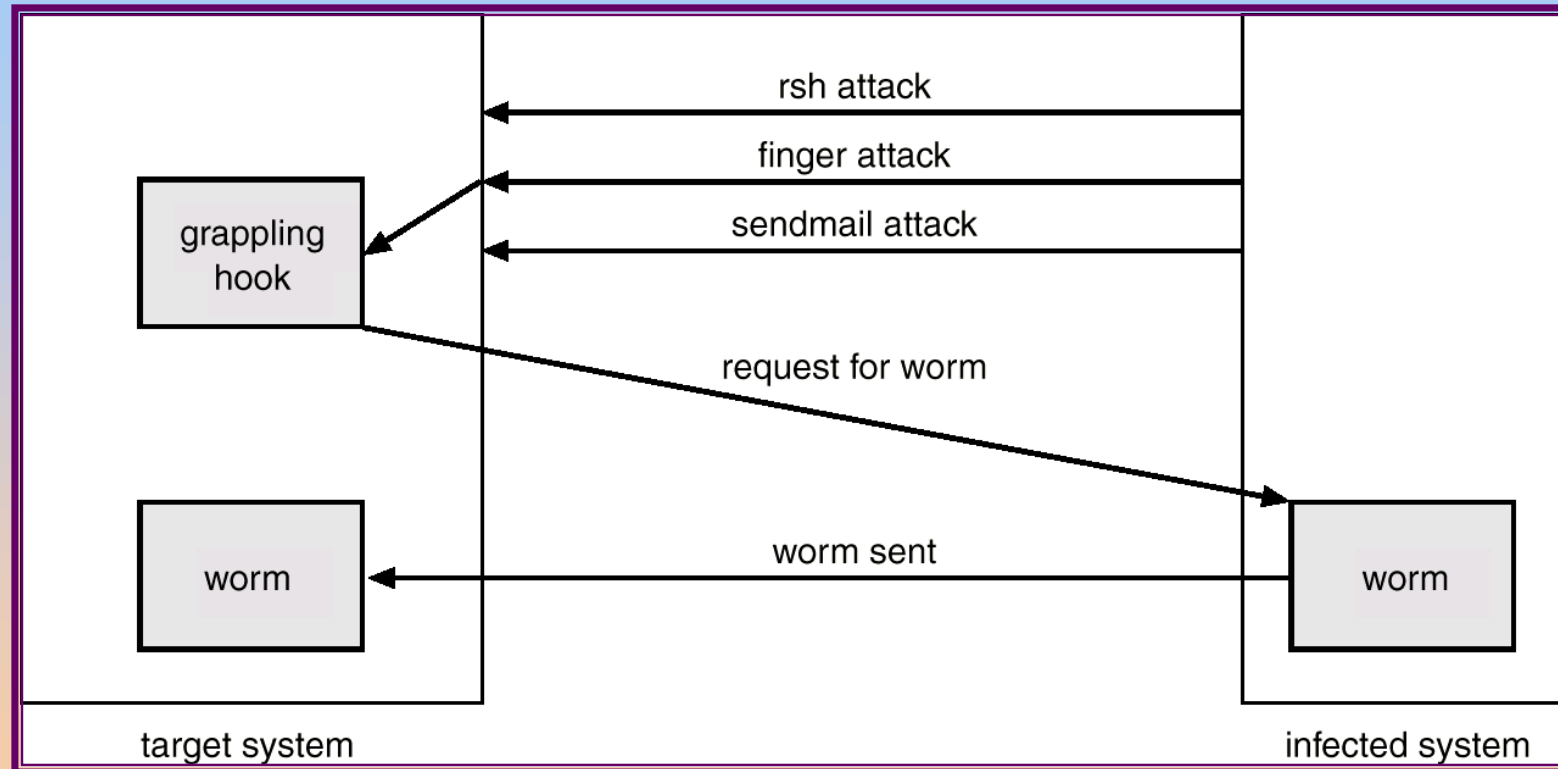 rsh attack
finger attack
sendmail attack
grappling
hook
request for worm
worm sent
worm
worm
target system
infected system